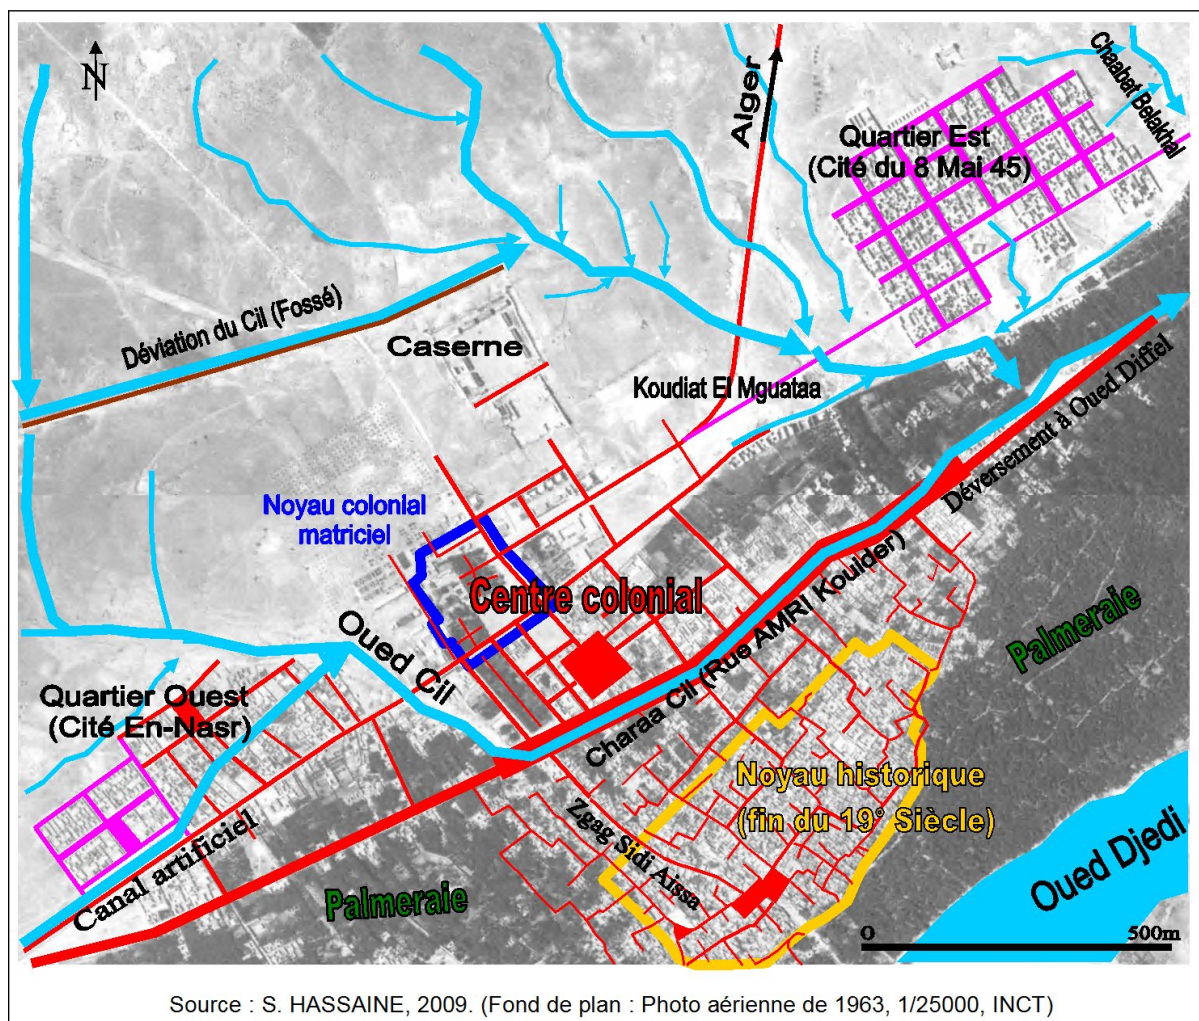 N
Alger
Chaabat Belakhal
Quartier Est
(Cité du 8 Mai 45)
Déviation du Cil (Fossé)
Caserne
Koudiat El Mguataa
Déversement à Oued Diffel
Noyau colonial
matriciel
Centre colonial
Oued Cil
Charaa Cil (Rue AMRI Kouider)
Palmeraie
Quartier Ouest
(Cité En-Nasr)
Noyau historique
(fin du 19° Siècle)
Zgag Sidi Aissa
Canal artificiel
Palmeraie
Oued Djedi
O 500m
Source : S. HASSAINE, 2009. (Fond de plan : Photo aérienne de 1963, 1/25000, INCT)